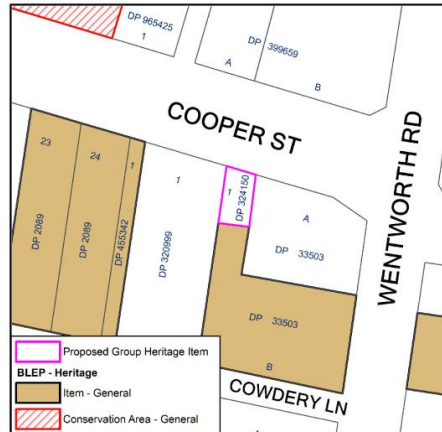 DP 965425
1
DP 399659
A
B
COOPER ST
WENTWORTH RD
23
24
1
1
1
DP 324150
A
DP 2089
DP 2089
DP 455342
DP 320999
DP 33503
DP 33503
B
COWDERY LN
Proposed Group Heritage Item
BLEP - Heritage
Item - General
Conservation Area - General